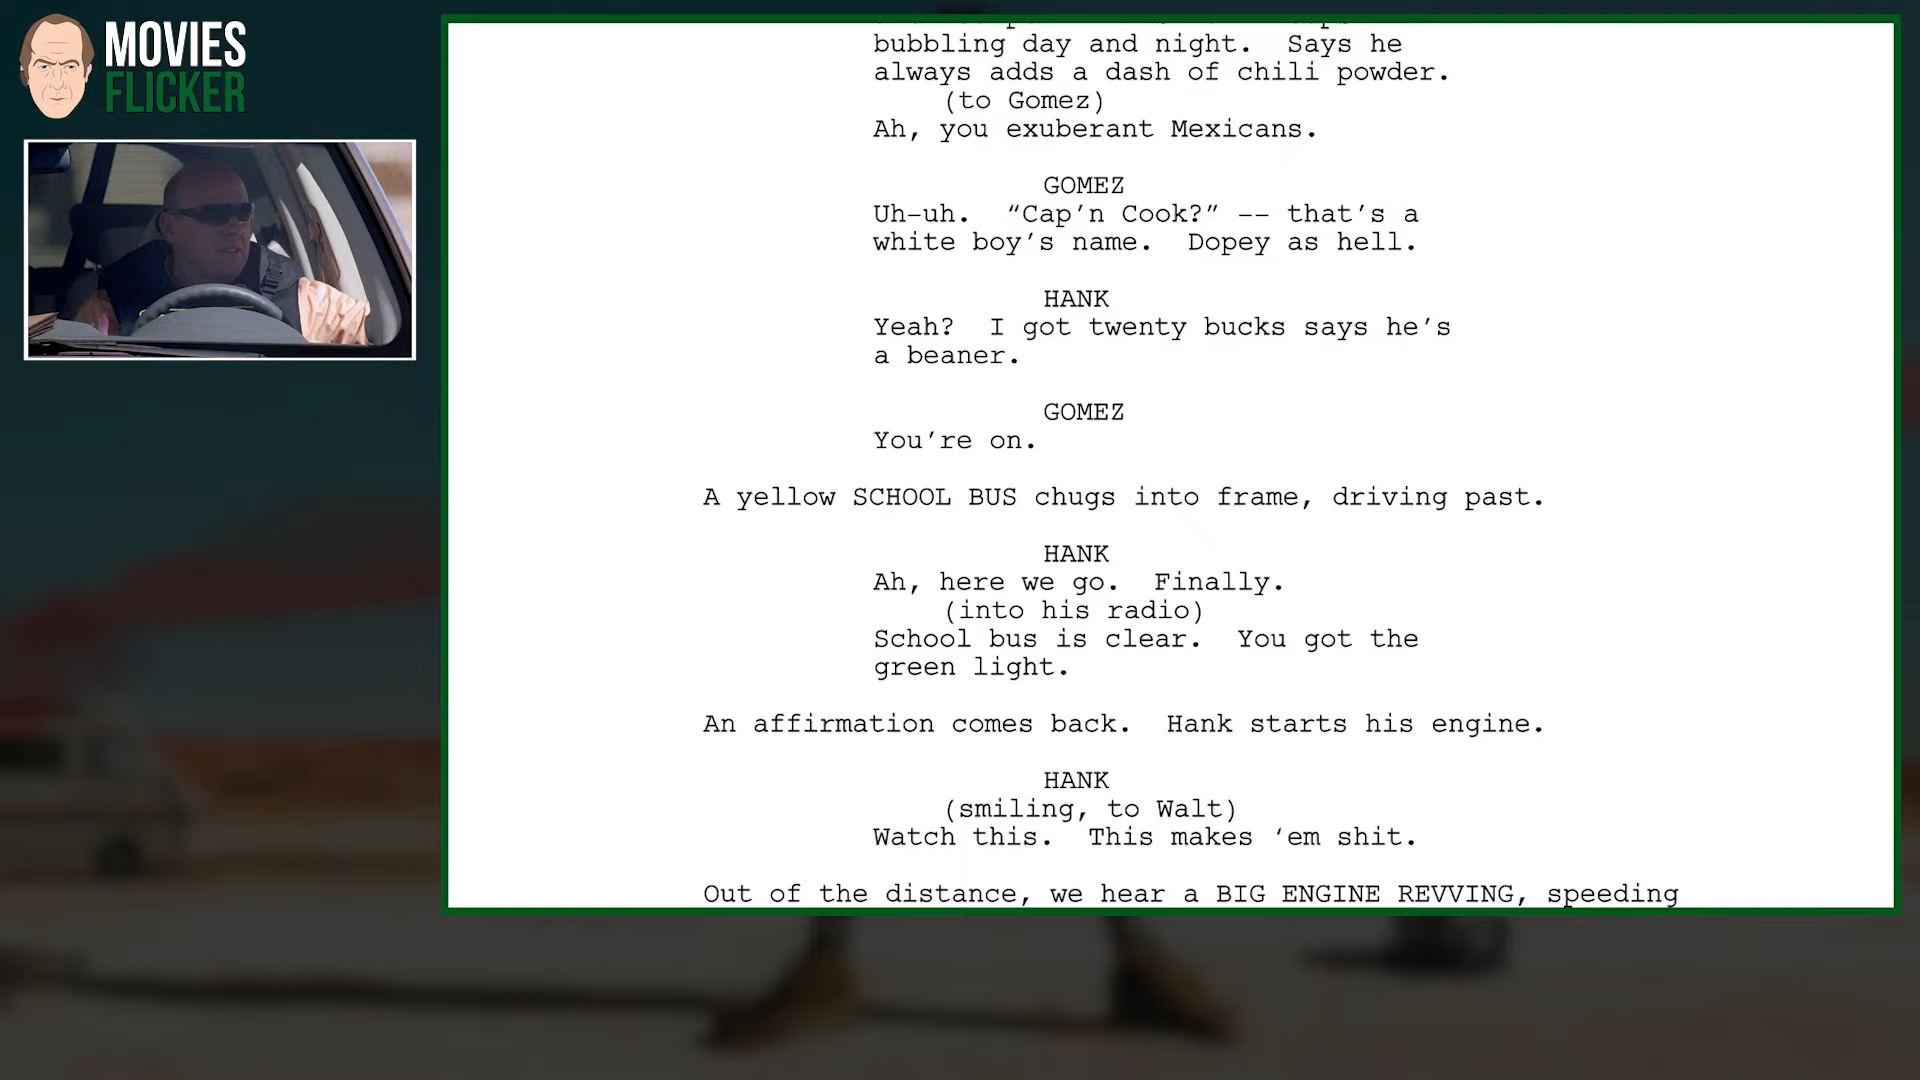 MOVIES
FLICKER
bubbling day and night. Says he
always adds a dash of chili powder.
(to Gomez)
Ah, you exuberant Mexicans.
GOMEZ
Uh-uh. “Cap’n Cook?” -- that’s a
white boy’s name. Dopey as hell.
HANK
Yeah? I got twenty bucks says he’s
a beaner.
GOMEZ
You’re on.
A yellow SCHOOL BUS chugs into frame, driving past.
HANK
Ah, here we go. Finally.
(into his radio)
School bus is clear. You got the
green light.
An affirmation comes back. Hank starts his engine.
HANK
(smiling, to Walt)
Watch this. This makes ‘em shit.
Out of the distance, we hear a BIG ENGINE REVVING, speeding